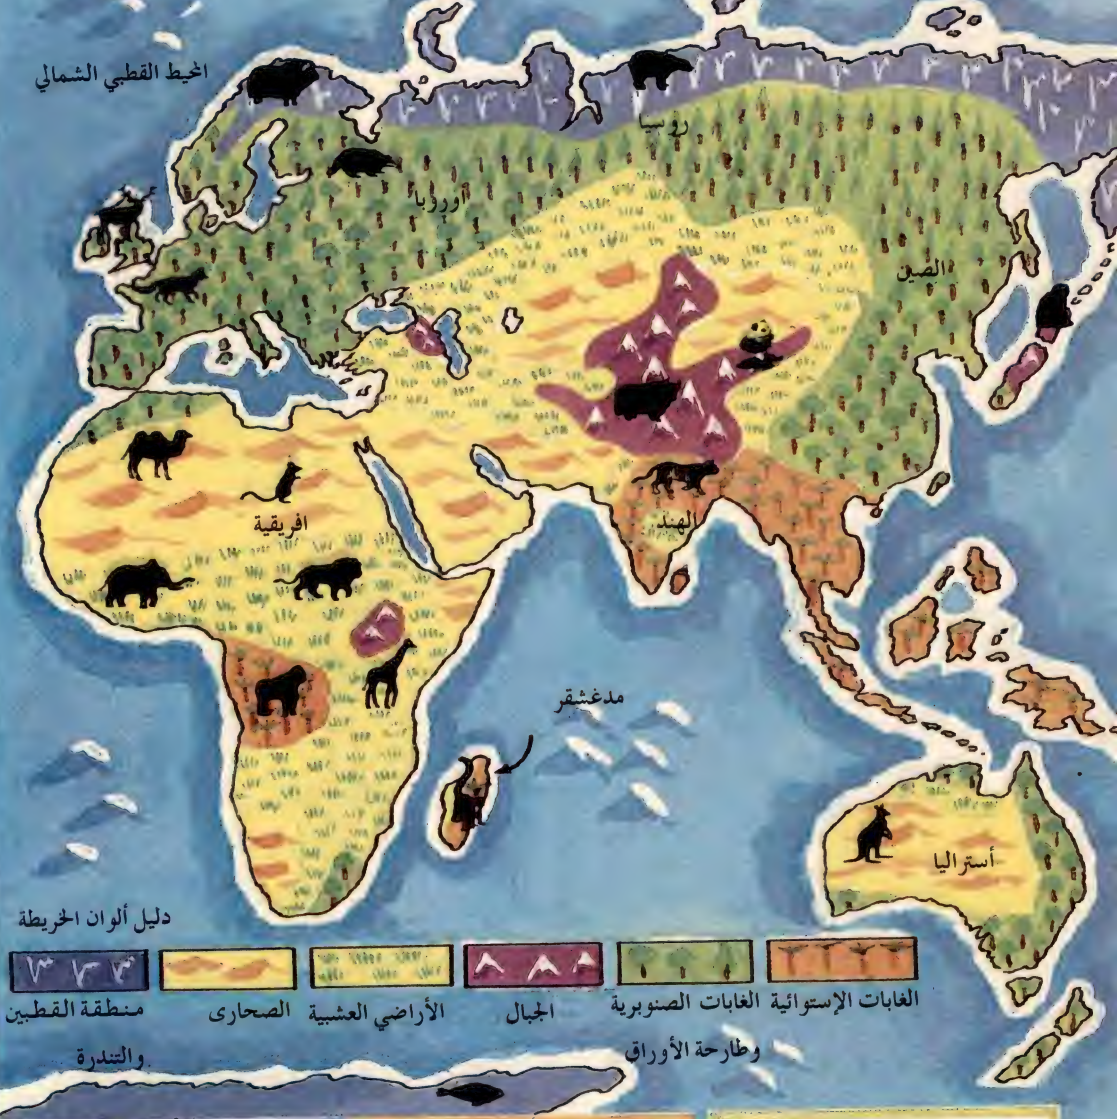 المحيط القطبي الشمالي
روسيا
أوروبا
الصين
افريقية
الهند
مدغشقر
أستراليا
دليل ألوان الخريطة
الغابات الإستوائية
الغابات الصنوبرية
وطارحة الأوراق
الجبال
الأراضي العشبية
الصحارى
منطقة القطبين
والتندرة